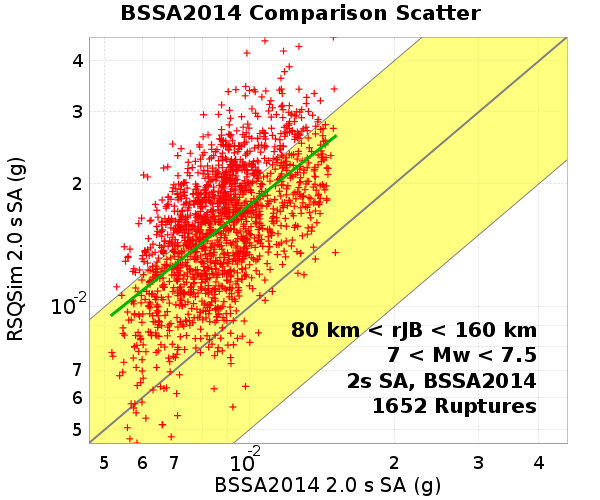 BSSA2014 Comparison Scatter
RSQSim 2.0 s SA (g)
4
3
2
10-2
7
6
5
80 km < rJB < 160 km
7 < Mw < 7.5
2s SA, BSSA2014
1652 Ruptures
5 6 7 10-2 2 3 4
BSSA2014 2.0 s SA (g)